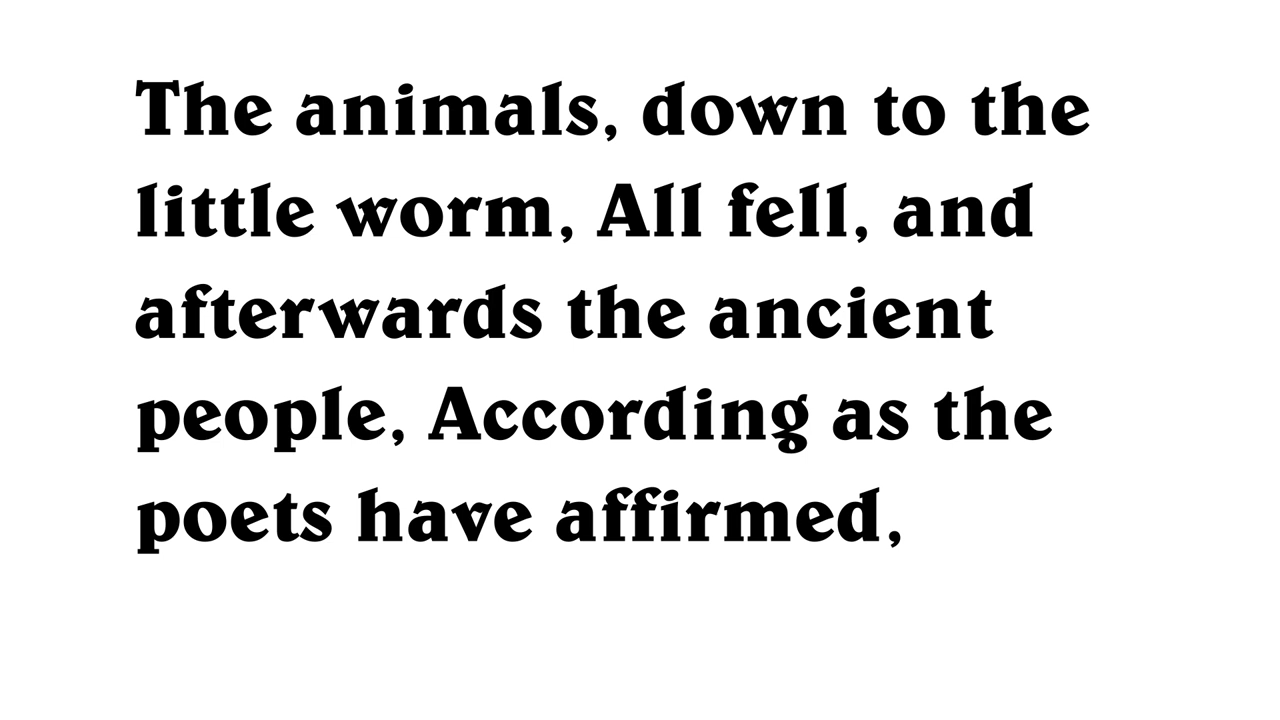 The animals, down to the
little worm, All fell, and
afterwards the ancient
people, According as the
poets have affirmed,